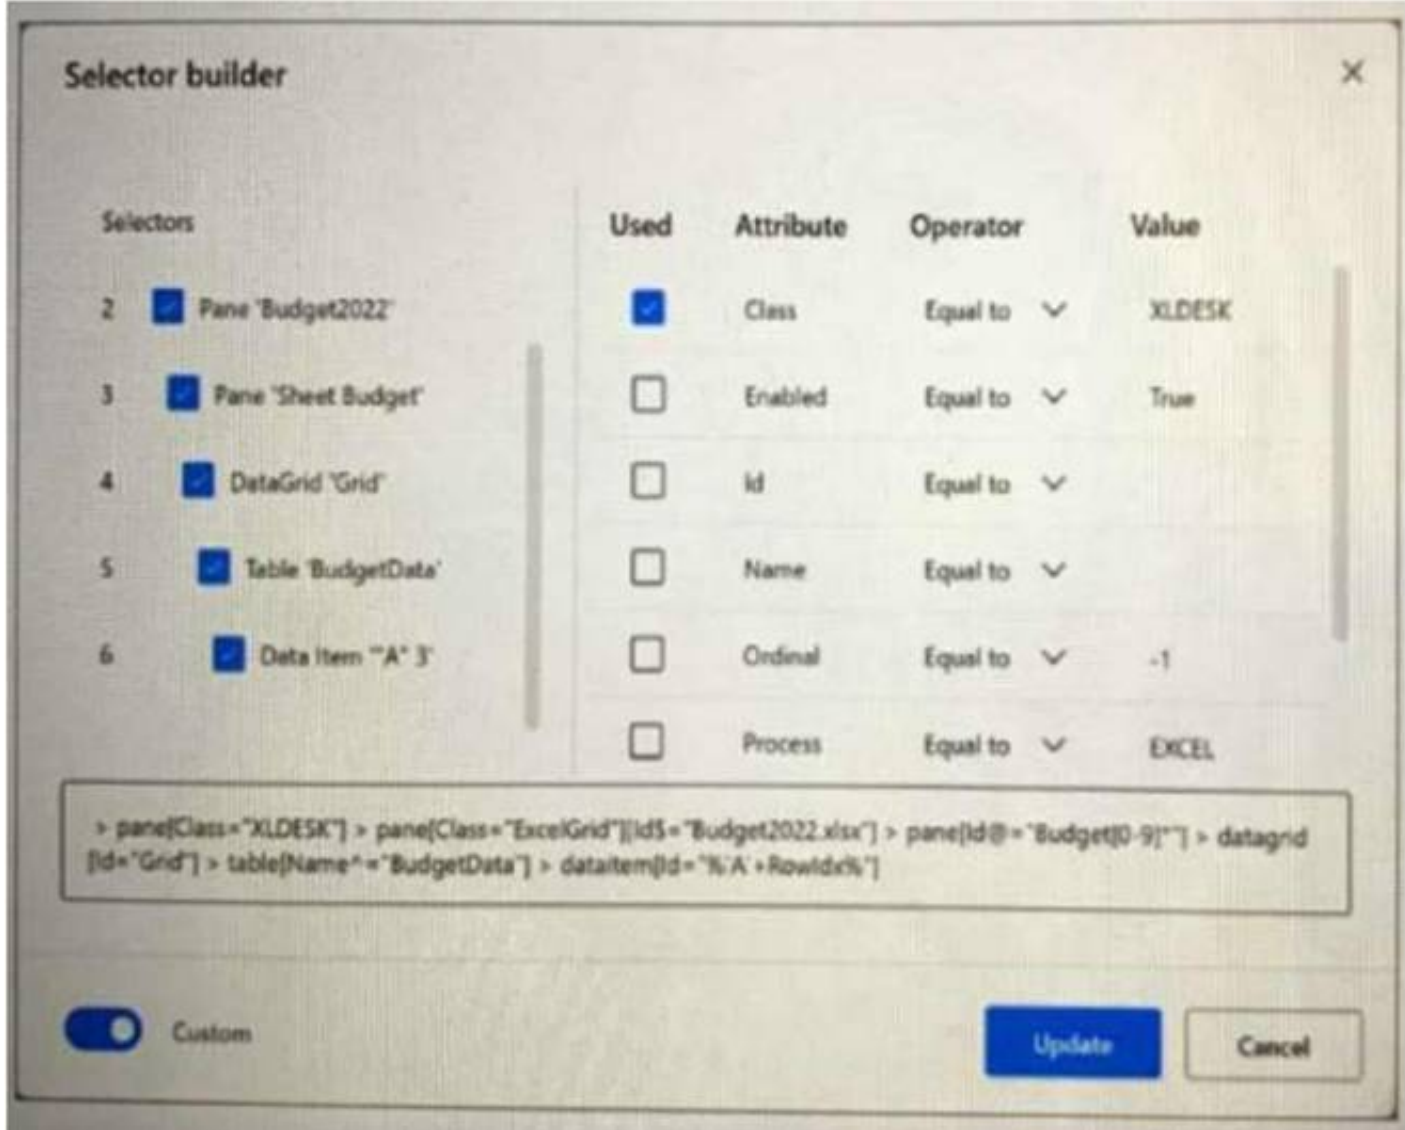 Selector builder
Selectors
Used Attribute Operator Value
2 Pane 'Budget2022' Class Equal to XLDESK
3 Pane 'Sheet Budget' Enabled Equal to True
4 DataGrid 'Grid' Id Equal to
5 Table 'BudgetData' Name Equal to
6 Data Item '"A" 3' Ordinal Equal to -1
Process Equal to EXCEL
> pane[Class="XLDESK"] > pane[Class="ExcelGrid"][Id$="Budget2022.xlsx"] > pane[Id@="Budget[0-9]*"] > datagrid
[Id="Grid"] > table[Name^="BudgetData"] > dataitem[Id="%'A'+RowIdx%"]
Custom
Update Cancel